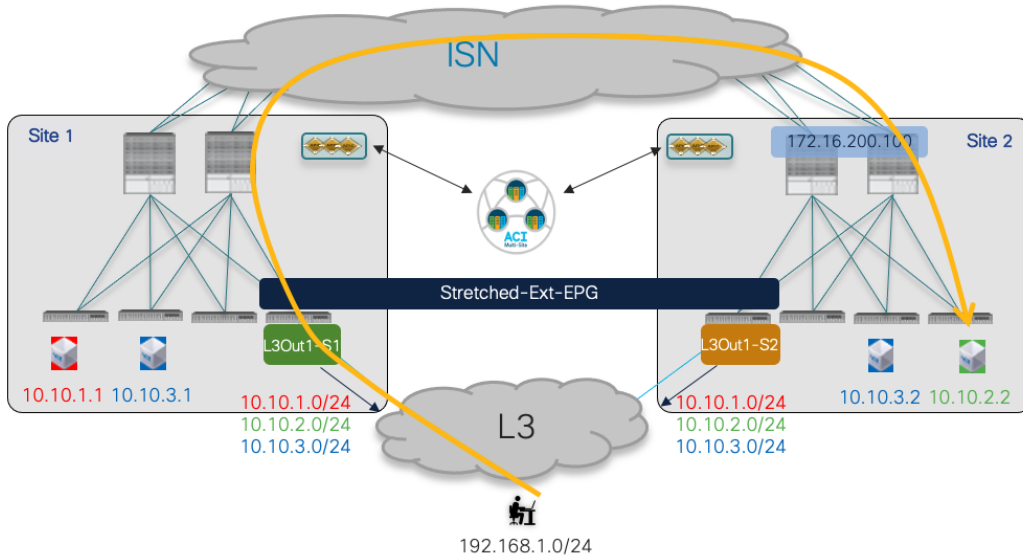 ISN
Site 1
172.16.200.100
Site 2
ACI
Multi-Site
Stretched-Ext-EPG
L3Out1-S1
L3Out1-S2
10.10.1.1
10.10.3.1
10.10.1.0/24
10.10.2.0/24
10.10.3.0/24
L3
10.10.1.0/24
10.10.2.0/24
10.10.3.0/24
10.10.3.2
10.10.2.2
192.168.1.0/24